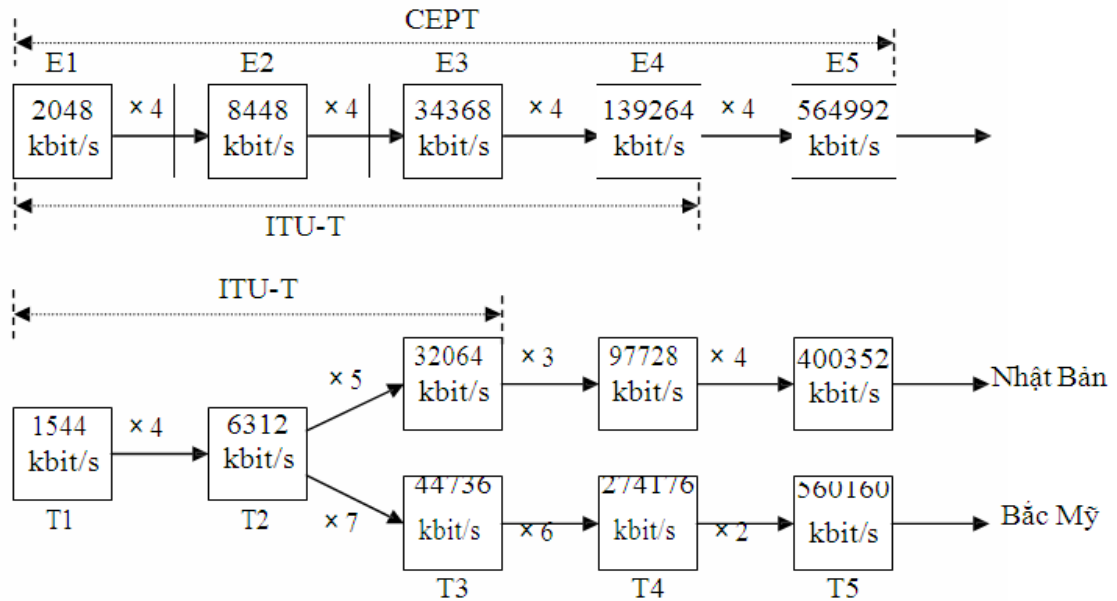 CEPT
E1 E2 E3 E4 E5
2048 × 4 8448 × 4 34368 × 4 139264 × 4 564992
kbit/s kbit/s kbit/s kbit/s kbit/s
ITU-T
ITU-T
32064 × 3 97728 × 4 400352
× 5 kbit/s kbit/s kbit/s Nhật Bản
1544 × 4 6312
kbit/s kbit/s
44736 274176 560160
T1 T2 × 7 kbit/s × 6 kbit/s × 2 kbit/s Bắc Mỹ
T3 T4 T5